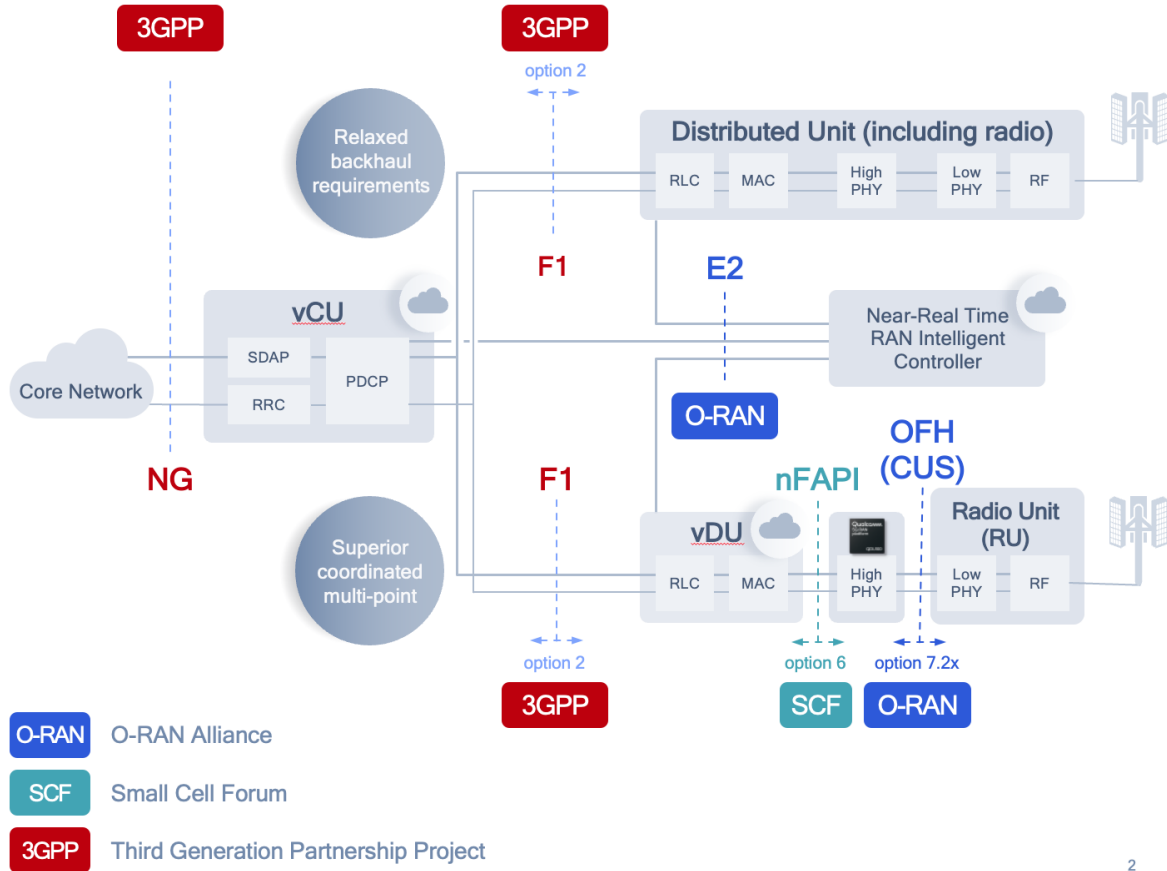 3GPP
3GPP
option 2
Relaxed
backhaul
requirements
Distributed Unit (including radio)
RLC
MAC
High
PHY
Low
PHY
RF
F1
E2
vCU
SDAP
RRC
PDCP
Core Network
Near-Real Time
RAN Intelligent
Controller
O-RAN
NG
F1
nFAPI
OFH
(CUS)
Superior
coordinated
multi-point
vDU
RLC
MAC
Qualcomm
High
PHY
Radio Unit
(RU)
Low
PHY
RF
option 2
3GPP
option 6
SCF
option 7.2x
O-RAN
O-RAN
O-RAN Alliance
SCF
Small Cell Forum
3GPP
Third Generation Partnership Project
2